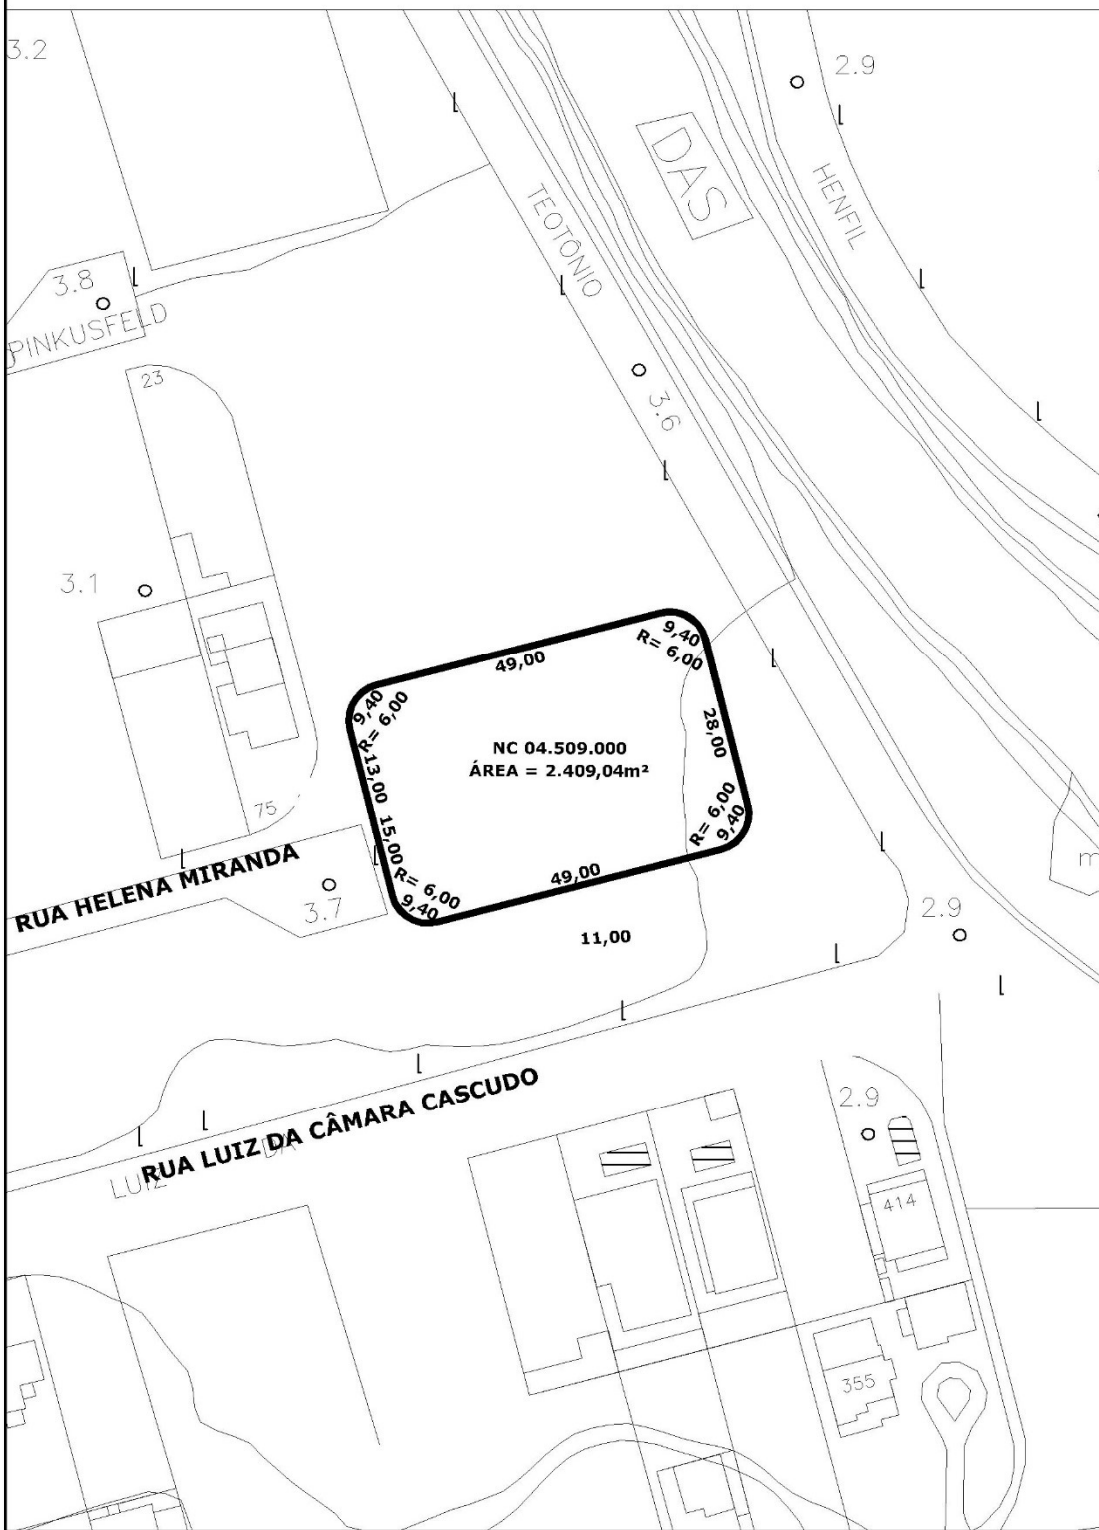 3.2
2.9
DAS
TEOTÔNIO
HENFIL
3.8
PINKUSFELD
23
3.6
3.1
9,40
R= 6,00
49,00
9,40
R= 6,00
28,00
NC 04.509.000
ÁREA = 2.409,04m²
13,00
15,00
R= 6,00
9,40
75
RUA HELENA MIRANDA
R= 6,00
9,40
49,00
3.7
11,00
2.9
m
RUA LUIZ DA CÂMARA CASCUDO
LUIZ DA
2.9
414
355